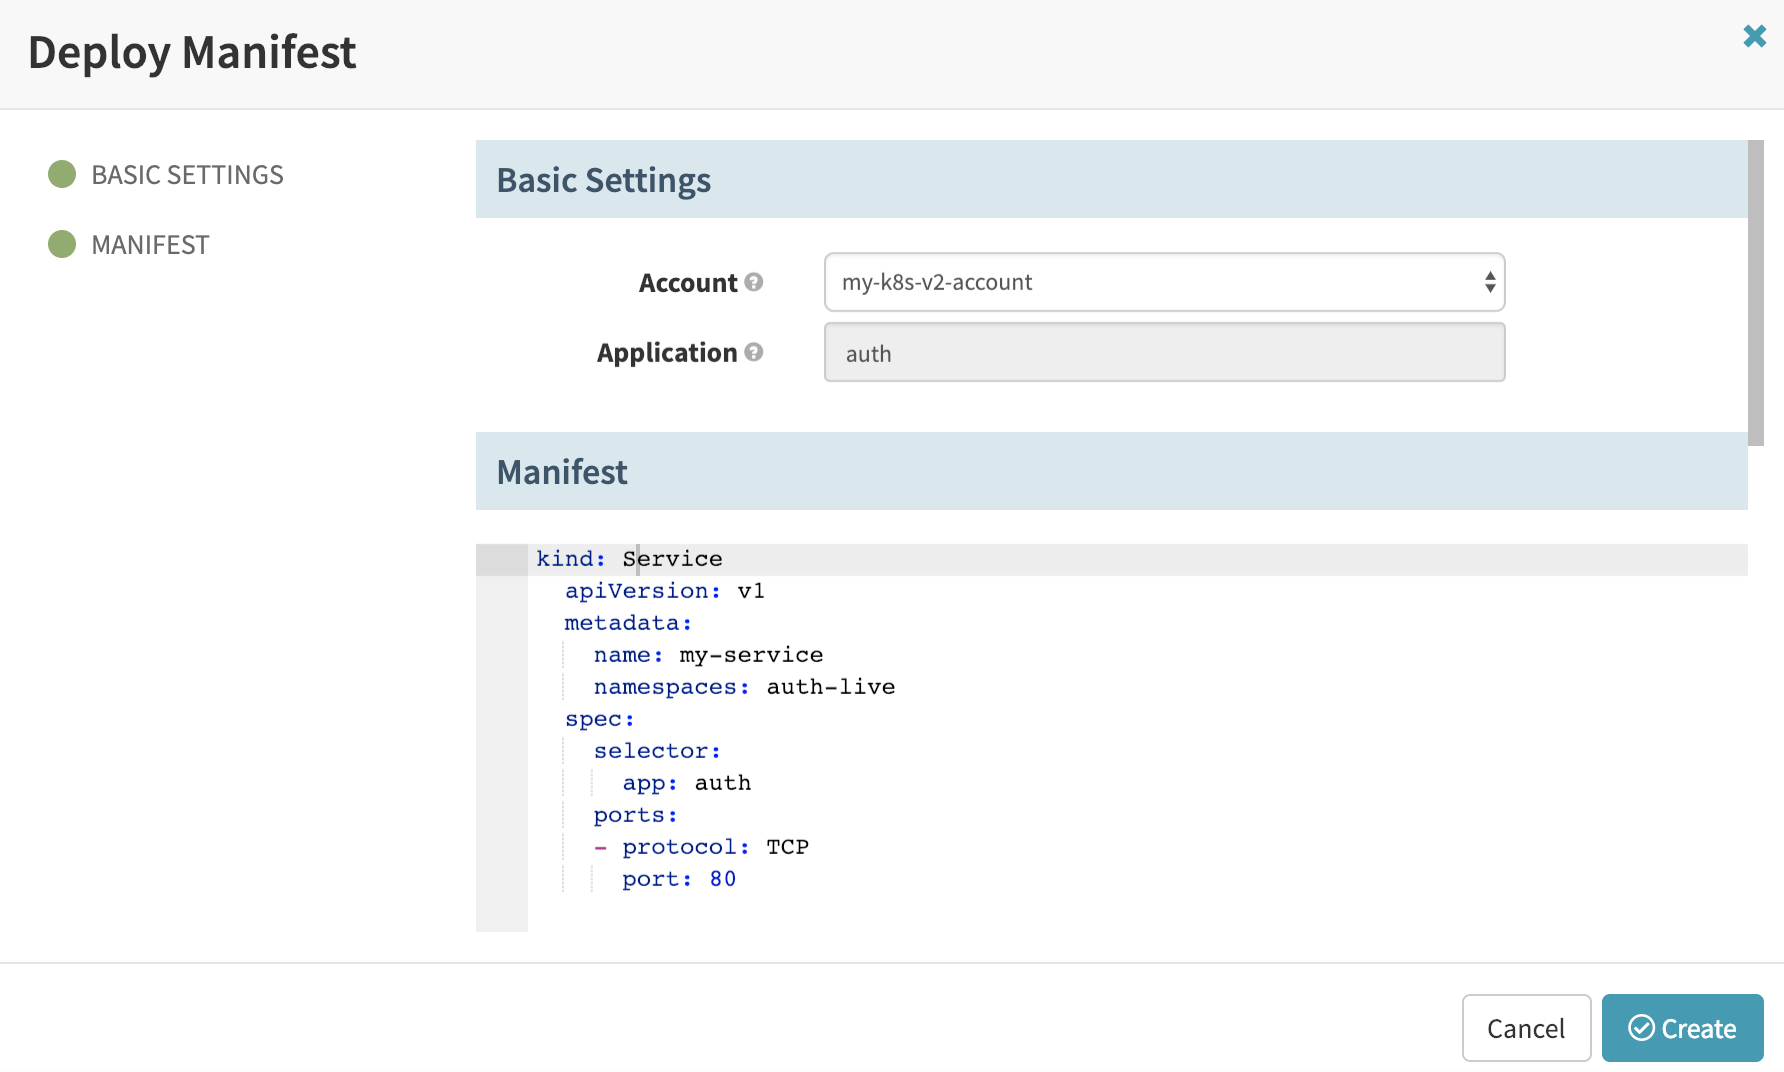 Deploy Manifest
BASIC SETTINGS
MANIFEST
Basic Settings
Account
my-k8s-v2-account
Application
auth
Manifest
kind: Service
  apiVersion: v1
  metadata:
    name: my-service
    namespaces: auth-live
  spec:
    selector:
      app: auth
    ports:
    - protocol: TCP
      port: 80
Cancel
Create